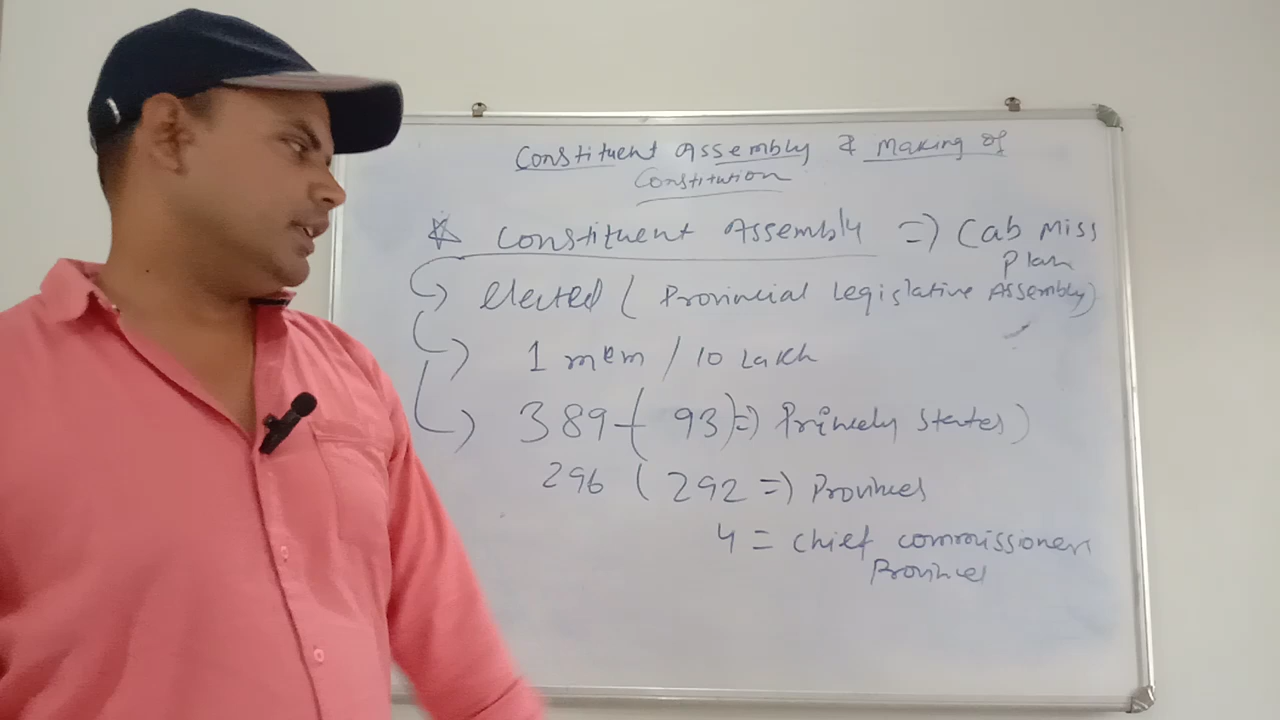 Constituent Assembly & Making of
Constitution
Constituent Assembly => Cab Miss
Plan
elected ( Provincial Legislative Assembly)
1 mem / 10 Lakh
389 - ( 93 => Princely States)
296 ( 292 => Provinces
4 = Chief Commissioners
Provinces